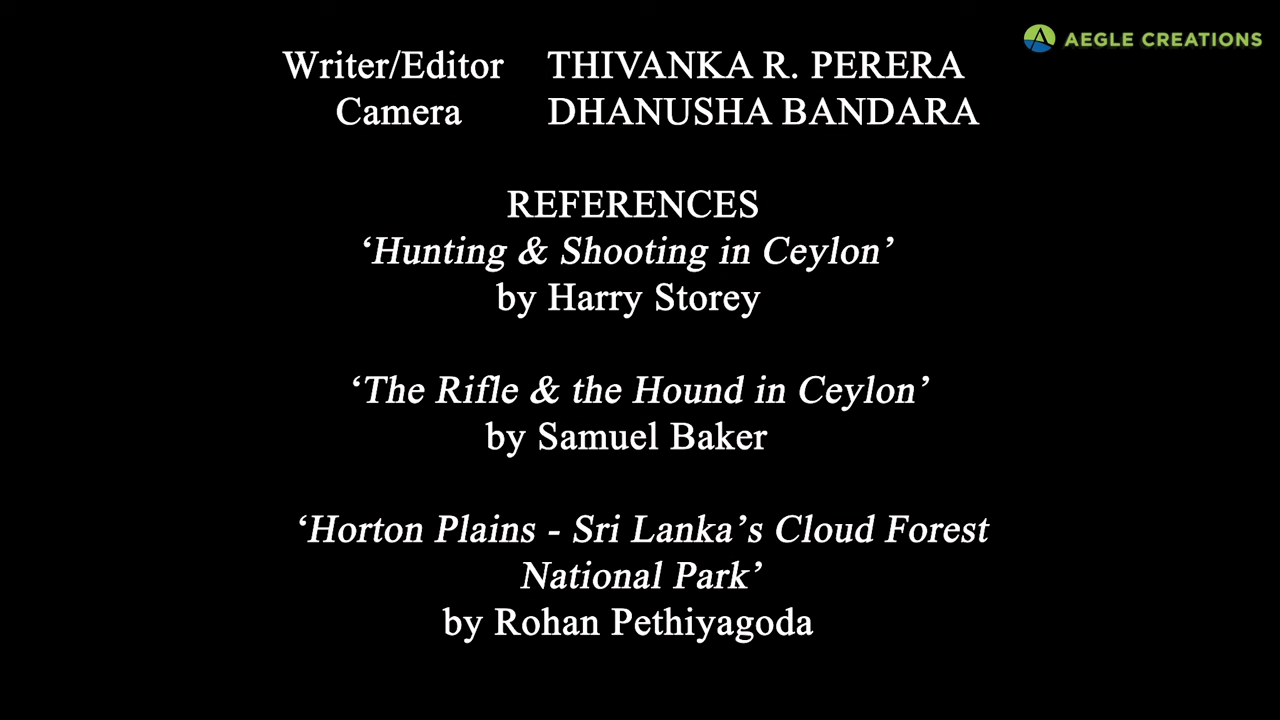 AEGLE CREATIONS
Writer/Editor THIVANKA R. PERERA
Camera DHANUSHA BANDARA
REFERENCES
‘Hunting & Shooting in Ceylon’
by Harry Storey
‘The Rifle & the Hound in Ceylon’
by Samuel Baker
‘Horton Plains - Sri Lanka’s Cloud Forest
National Park’
by Rohan Pethiyagoda